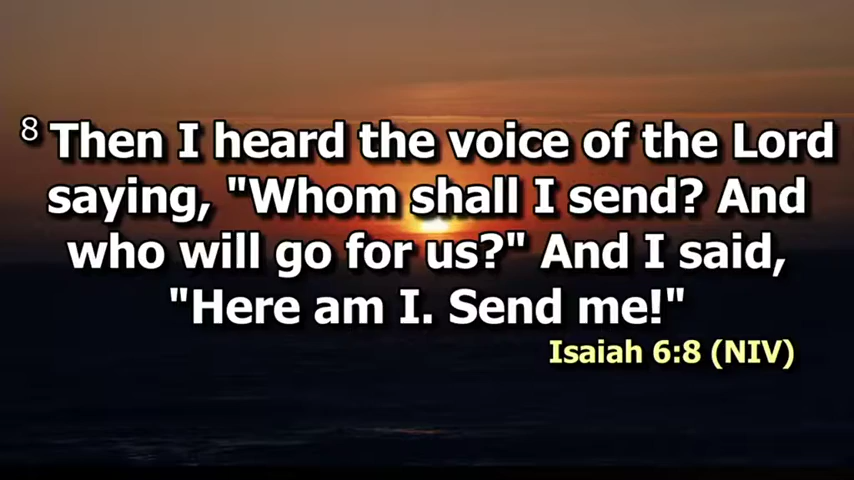 8 Then I heard the voice of the Lord
saying, "Whom shall I send? And
who will go for us?" And I said,
"Here am I. Send me!"
Isaiah 6:8 (NIV)